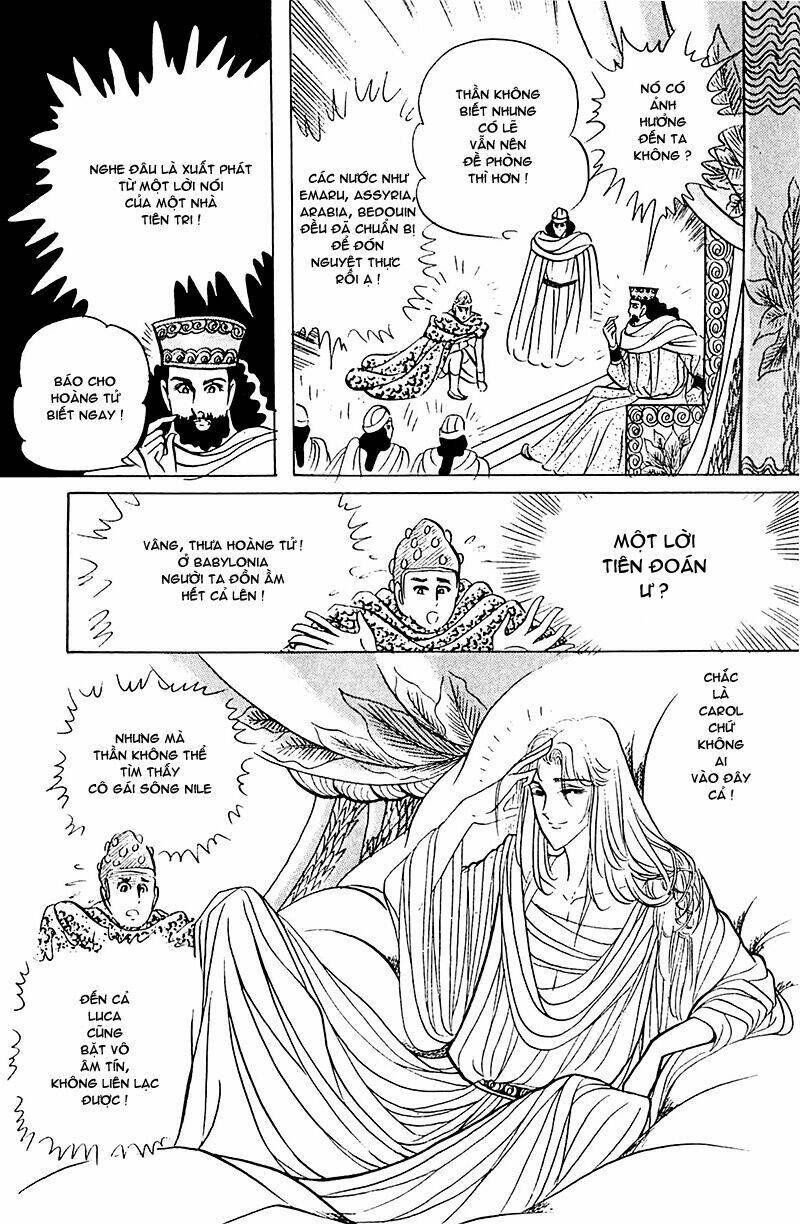 NÓ CÓ
ẢNH
HƯỞNG
ĐẾN TA
KHÔNG ?
THẦN KHÔNG
BIẾT NHƯNG
CÓ LẼ
VẪN NÊN
ĐỀ PHÒNG
THÌ HƠN !
CÁC NƯỚC NHƯ
EMARU, ASSYRIA,
ARABIA, BEDOUIN
ĐỀU ĐÃ CHUẨN BỊ
ĐỂ ĐÓN
NGUYỆT THỰC
RỒI Ạ !
NGHE ĐÂU LÀ XUẤT PHÁT
TỪ MỘT LỜI NÓI
CỦA MỘT NHÀ
TIÊN TRI !
BÁO CHO
HOÀNG TỬ
BIẾT NGAY !
MỘT LỜI
TIÊN ĐOÁN
Ư ?
VÂNG, THƯA HOÀNG TỬ !
Ở BABYLONIA
NGƯỜI TA ĐỒN ẦM
HẾT CẢ LÊN !
CHẮC
LÀ
CAROL
CHỨ
KHÔNG
AI
VÀO ĐÂY
CẢ !
NHƯNG MÀ
THẦN KHÔNG THỂ
TÌM THẤY
CÔ GÁI SÔNG NILE
ĐẾN CẢ
LUCA
CŨNG
BẶT VÔ
ÂM TÍN,
KHÔNG LIÊN LẠC
ĐƯỢC !